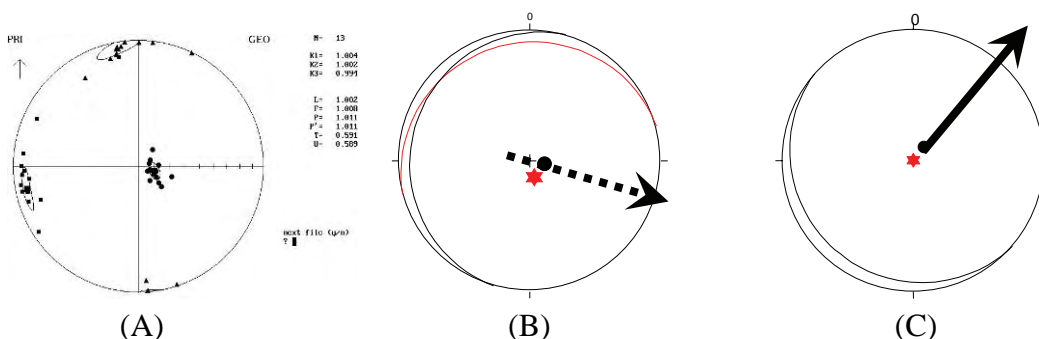 PRI GEO
N- 13
K1= 1.004
K2= 1.002
K3= 0.994
L- 1.002
F- 1.008
P= 1.011
P'= 1.011
T- 0.591
U- 0.589
next file (y/n)
?
0
0
(A) (B) (C)